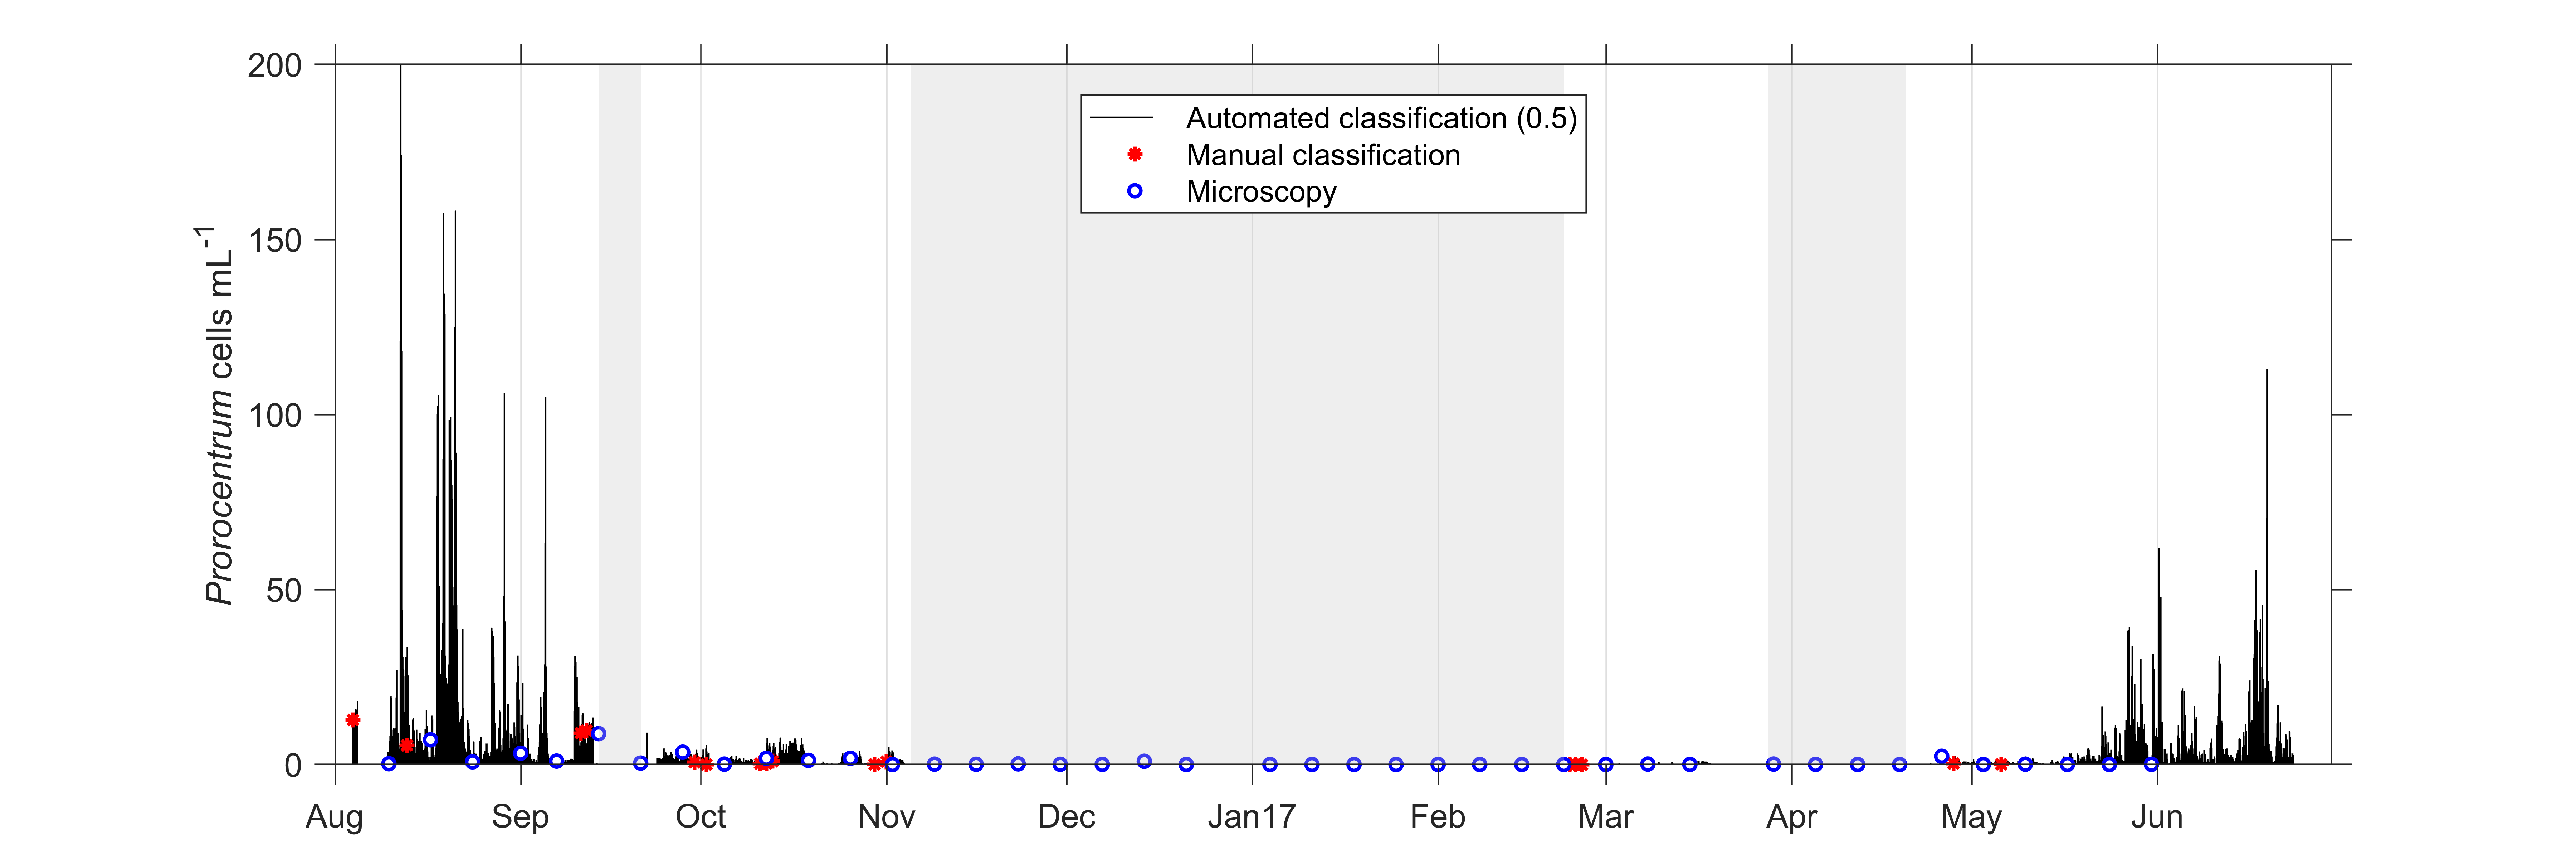 200
150
100
50
0
Prorocentrum cells mL-1
Automated classification (0.5)
Manual classification
Microscopy
Aug Sep Oct Nov Dec Jan17 Feb Mar Apr May Jun